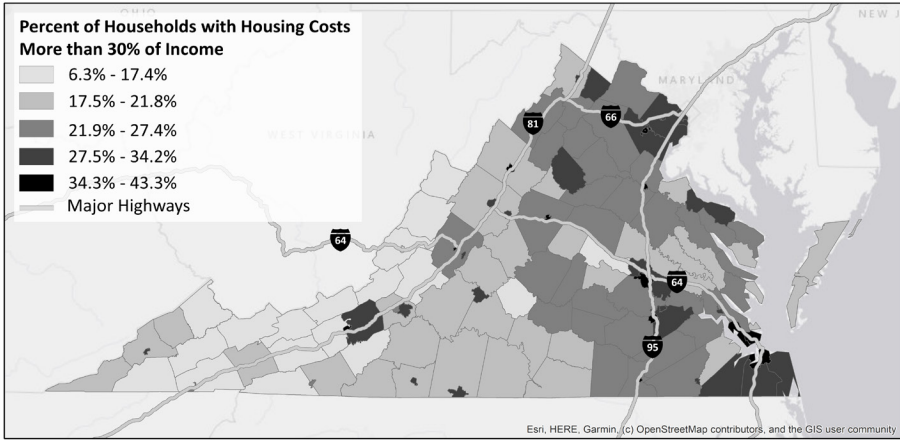 OHIO
NEW J
Percent of Households with Housing Costs
More than 30% of Income
6.3% - 17.4%
17.5% - 21.8%
21.9% - 27.4%
27.5% - 34.2%
34.3% - 43.3%
Major Highways
MARYLAND
WEST VIRGINIA
81
66
64
64
95
Esri, HERE, Garmin, (c) OpenStreetMap contributors, and the GIS user community